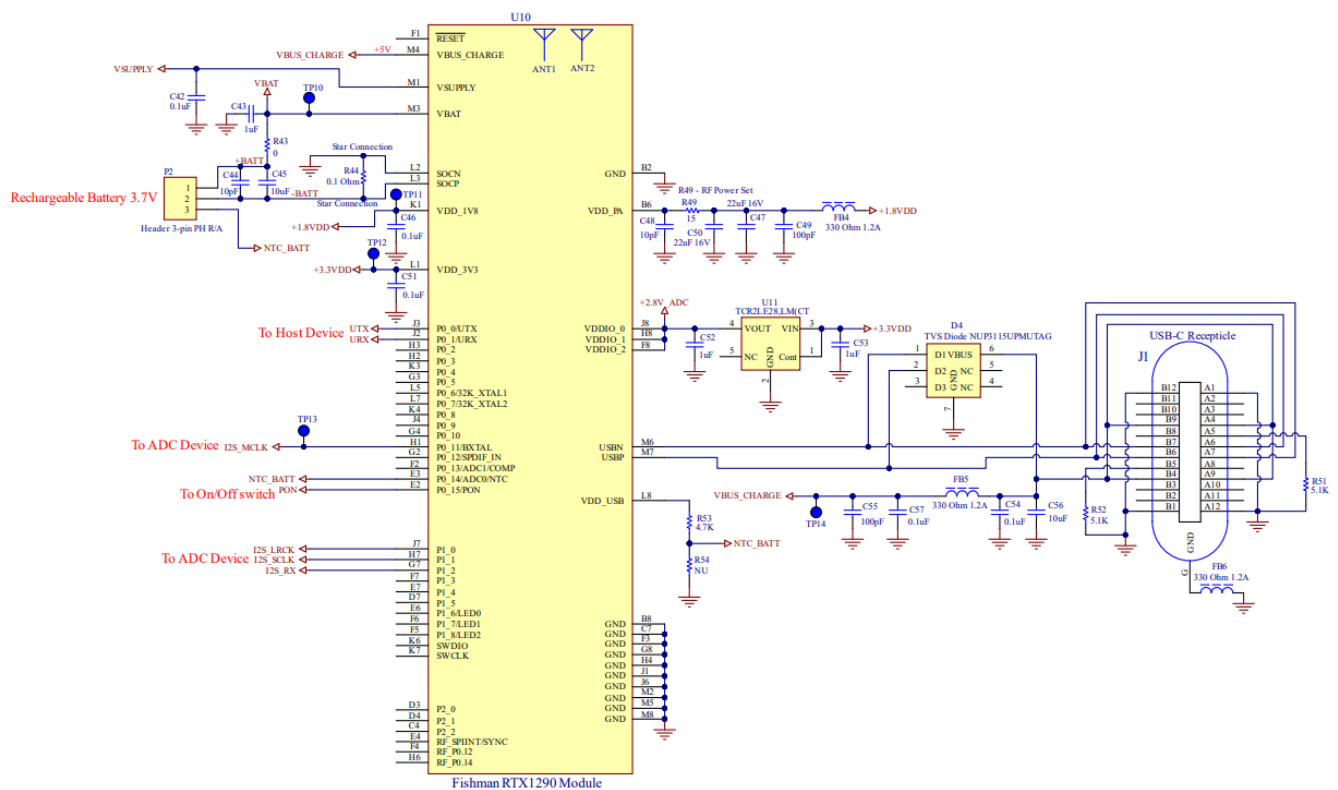 U10
F1 RESET
VBUS_CHARGE +5V M4 VBUS_CHARGE
ANT1 ANT2
VSUPPLY
M1 VSUPPLY
C42
0.1uF
VBAT
TP10
C43
1uF
M3 VBAT
R43
0
Star Connection
+BATT
P2
1
2
3
Rechargeable Battery 3.7V
Header 3-pin PH R/A
C44
10pF
C45
10uF
-BATT
R44
0.1 Ohm
Star Connection
L2 SOCN
L3 SOCP
TP11
K1 VDD_1V8
+1.8VDD
C46
0.1uF
NTC_BATT
TP12
+3.3VDD
L1 VDD_3V3
C51
0.1uF
To Host Device
UTX J3 P0_0/UTX
URX J2 P0_1/URX
H3 P0_2
H2 P0_3
K3 P0_4
G3 P0_5
L5 P0_6/32K_XTAL1
L7 P0_7/32K_XTAL2
K4 P0_8
J4 P0_9
G4 P0_10
TP13
To ADC Device I2S_MCLK H1 P0_11/BXTAL
G2 P0_12/SPDIF_IN
F2 P0_13/ADC1/COMP
NTC_BATT E3 P0_14/ADC0/NTC
To On/Off switch PON E2 P0_15/PON
To ADC Device
I2S_LRCK J7 P1_0
I2S_SCLK H7 P1_1
I2S_RX G7 P1_2
F7 P1_3
E7 P1_4
D7 P1_5
E6 P1_6/LED0
F6 P1_7/LED1
F5 P1_8/LED2
K6 SWDIO
K7 SWCLK
D3 P2_0
D4 P2_1
C4 P2_2
E4 RF_SPIINT/SYNC
F4 RF_P0.12
H6 RF_P0.14
Fishman RTX1290 Module
GND B2
R49 - RF Power Set
VDD_PA B6
R49
15
22uF 16V
C48
10pF
C50
22uF 16V
C47
C49
100pF
FB4
330 Ohm 1.2A
+1.8VDD
+2.8V_ADC
VDDIO_0 J8
VDDIO_1 H8
VDDIO_2 F8
C52
1uF
U11
TCR2LE28,LM(CT
4 VOUT VIN 3
5 NC Cont 1
GND
2
+3.3VDD
C53
1uF
D4
TVS Diode NUP3115UPMUTAG
1 D1 VBUS 6
2 D2 NC 5
3 D3 NC 4
GND
7
USBN M6
USBP M7
VDD_USB L8
R53
4.7K
NTC_BATT
R54
NU
VBUS_CHARGE
TP14
C55
100pF
C57
0.1uF
FB5
330 Ohm 1.2A
C54
0.1uF
C56
10uF
R52
5.1K
USB-C Recepticle
J1
B12 A1
B11 A2
B10 A3
B9 A4
B8 A5
B7 A6
B6 A7
B5 A8
B4 A9
B3 A10
B2 A11
B1 A12
R51
5.1K
GND
G
FB6
330 Ohm 1.2A
GND B8
GND C7
GND F3
GND G8
GND H4
GND J1
GND J6
GND M2
GND M5
GND M8